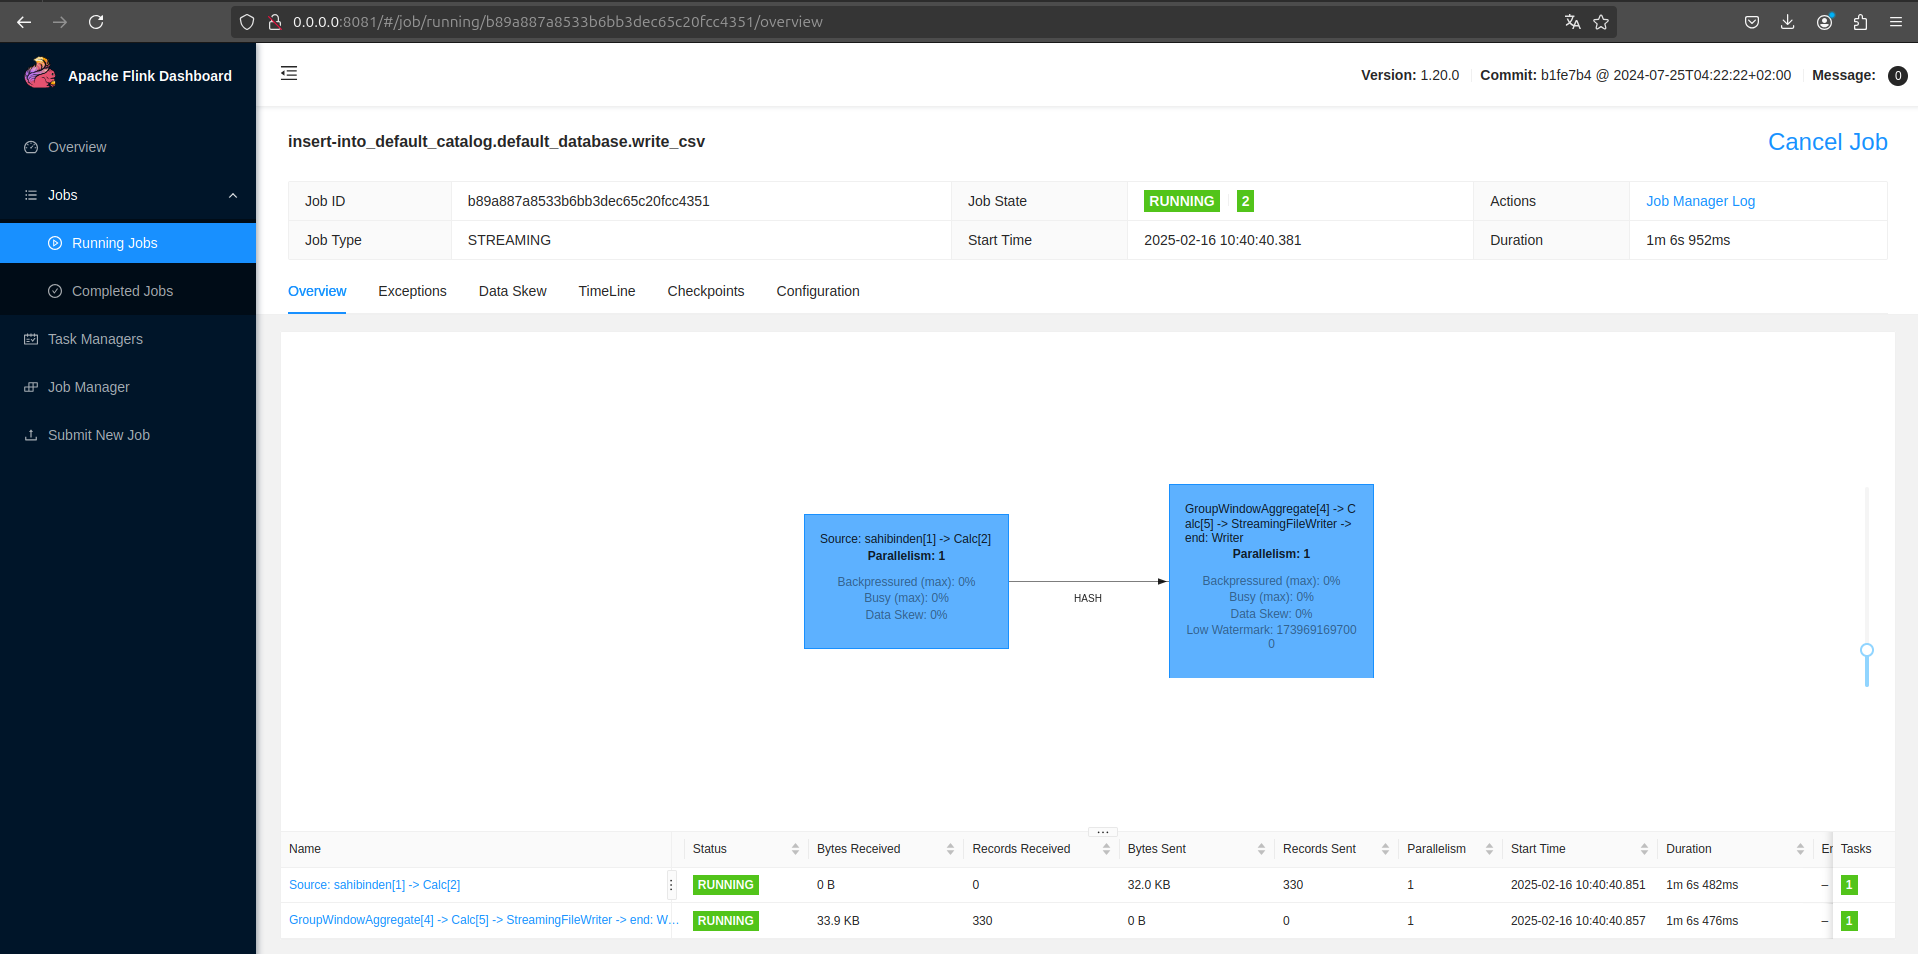 0.0.0.0:8081/#/job/running/b89a887a8533b6bb3dec65c20fcc4351/overview
Apache Flink Dashboard
Version: 1.20.0 Commit: b1fe7b4 @ 2024-07-25T04:22:22+02:00 Message: 0
Overview
Jobs
Running Jobs
Completed Jobs
Task Managers
Job Manager
Submit New Job
insert-into_default_catalog.default_database.write_csv
Cancel Job
Job ID b89a887a8533b6bb3dec65c20fcc4351 Job State RUNNING 2 Actions Job Manager Log
Job Type STREAMING Start Time 2025-02-16 10:40:40.381 Duration 1m 6s 952ms
Overview Exceptions Data Skew TimeLine Checkpoints Configuration
Source: sahibinden[1] -> Calc[2]
Parallelism: 1
Backpressured (max): 0%
Busy (max): 0%
Data Skew: 0%
HASH
GroupWindowAggregate[4] -> C
alc[5] -> StreamingFileWriter ->
end: Writer
Parallelism: 1
Backpressured (max): 0%
Busy (max): 0%
Data Skew: 0%
Low Watermark: 173969169700
0
Name Status Bytes Received Records Received Bytes Sent Records Sent Parallelism Start Time Duration Er Tasks
Source: sahibinden[1] -> Calc[2] RUNNING 0 B 0 32.0 KB 330 1 2025-02-16 10:40:40.851 1m 6s 482ms – 1
GroupWindowAggregate[4] -> Calc[5] -> StreamingFileWriter -> end: W... RUNNING 33.9 KB 330 0 B 0 1 2025-02-16 10:40:40.857 1m 6s 476ms – 1